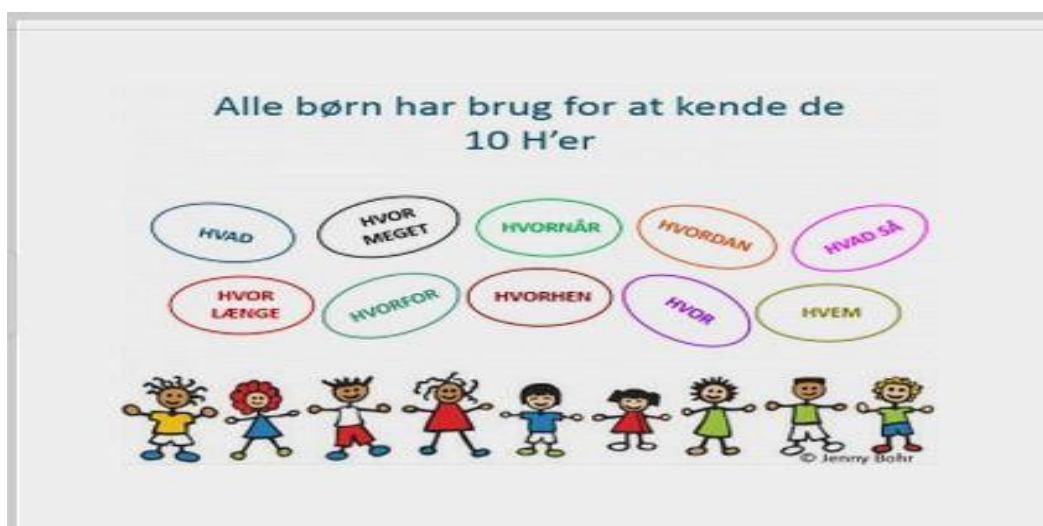 Alle børn har brug for at kende de
10 H'er
HVAD
HVOR
MEGET
HVORNÅR
HVORDAN
HVAD SÅ
HVOR
LÆNGE
HVORFOR
HVORHEN
HVOR
HVEM
© Jenny Bohr